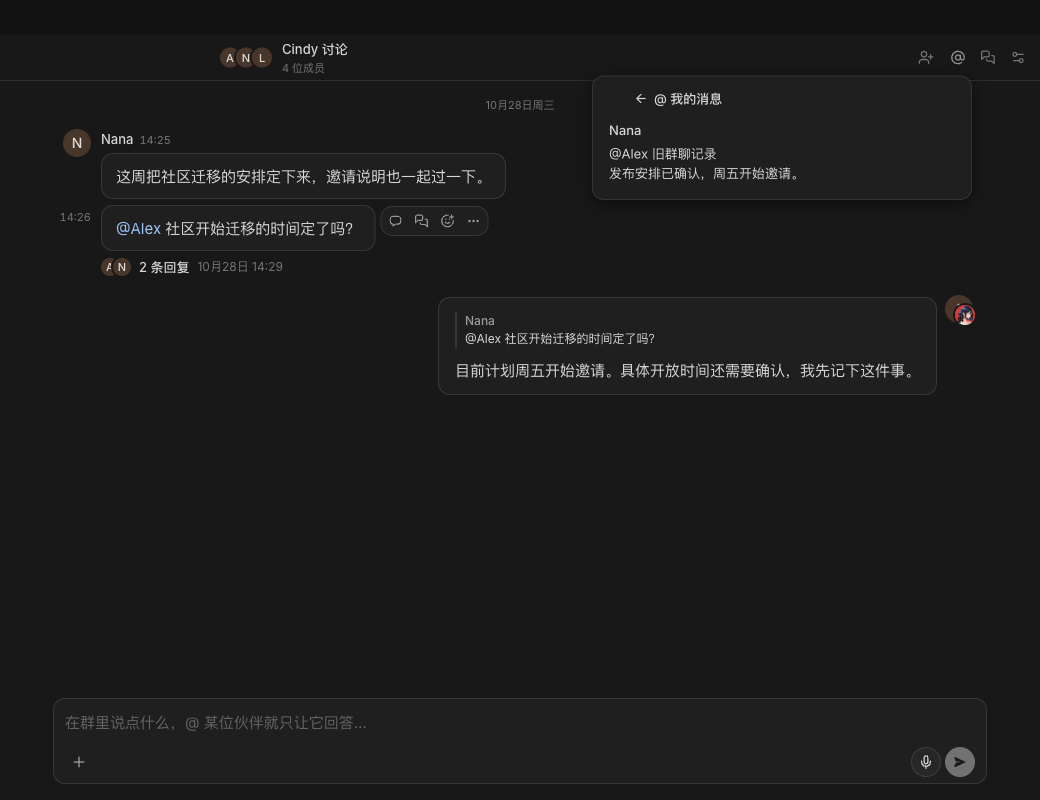 A N L
Cindy 讨论
4 位成员
10月28日周三
@ 我的消息
Nana
@Alex 旧群聊记录
发布安排已确认，周五开始邀请。
N
Nana 14:25
这周把社区迁移的安排定下来，邀请说明也一起过一下。
14:26
@Alex 社区开始迁移的时间定了吗？
A N
2 条回复 10月28日 14:29
Nana
@Alex 社区开始迁移的时间定了吗？
目前计划周五开始邀请。具体开放时间还需要确认，我先记下这件事。
在群里说点什么，@ 某位伙伴就只让它回答...